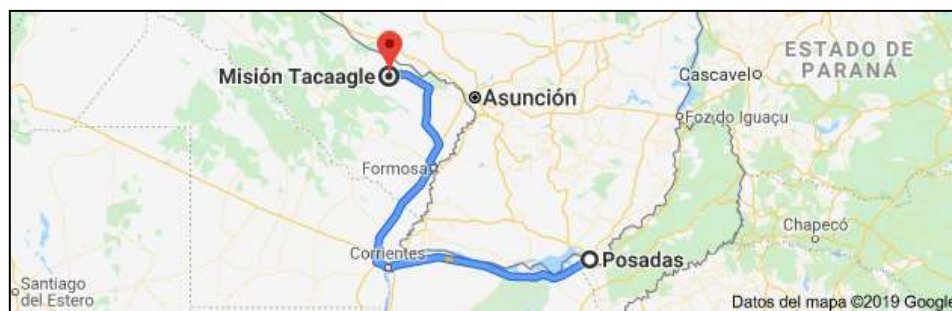 ESTADO DE
PARANÁ
Misión Tacaagle
Cascavel
Asunción
Foz do Iguaçu
Formosa
Chapecó
Corrientes
Posadas
Santiago
del Estero
Datos del mapa ©2019 Google